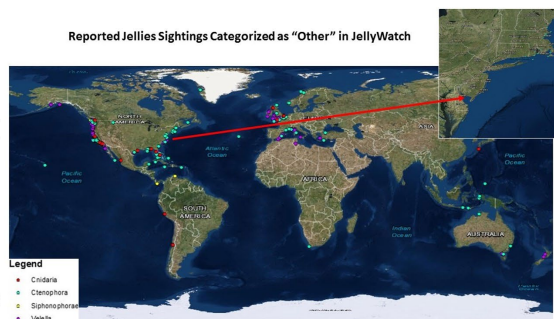 Reported Jellies Sightings Categorized as “Other” in JellyWatch
NORTH
AMERICA
Atlantic
Ocean
ASIA
Pacific
Ocean
Pacific
Ocean
AFRICA
SOUTH
AMERICA
Indian
Ocean
AUSTRALIA
Legend
Cnidaria
Ctenophora
Siphonophorae
Velella